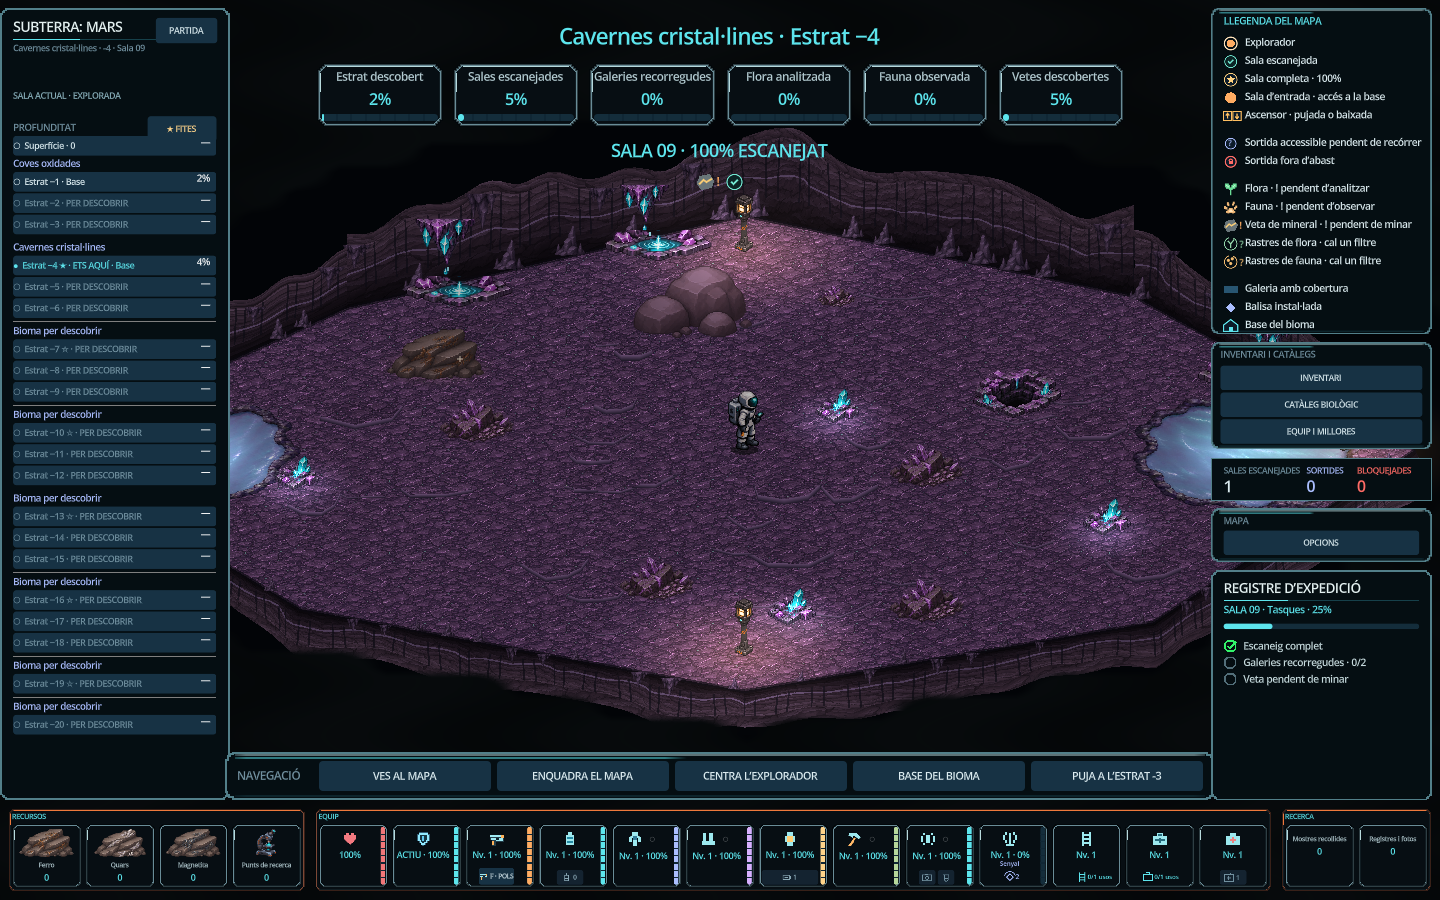 SUBTERRA: MARS
PARTIDA
Cavernes cristal·lines · -4 · Sala 09
SALA ACTUAL · EXPLORADA
PROFUNDITAT
★ FITES
Superfície · 0 —
Coves oxidades
Estrat −1 · Base 2%
Estrat −2 · PER DESCOBRIR —
Estrat −3 · PER DESCOBRIR —
Cavernes cristal·lines
Estrat −4 ★ · ETS AQUÍ · Base 4%
Estrat −5 · PER DESCOBRIR —
Estrat −6 · PER DESCOBRIR —
Bioma per descobrir
Estrat −7 ☆ · PER DESCOBRIR —
Estrat −8 · PER DESCOBRIR —
Estrat −9 · PER DESCOBRIR —
Bioma per descobrir
Estrat −10 ☆ · PER DESCOBRIR —
Estrat −11 · PER DESCOBRIR —
Estrat −12 · PER DESCOBRIR —
Bioma per descobrir
Estrat −13 ☆ · PER DESCOBRIR —
Estrat −14 · PER DESCOBRIR —
Estrat −15 · PER DESCOBRIR —
Bioma per descobrir
Estrat −16 ☆ · PER DESCOBRIR —
Estrat −17 · PER DESCOBRIR —
Estrat −18 · PER DESCOBRIR —
Bioma per descobrir
Estrat −19 ☆ · PER DESCOBRIR —
Bioma per descobrir
Estrat −20 · PER DESCOBRIR —
Cavernes cristal·lines · Estrat −4
Estrat descobert
2%
Sales escanejades
5%
Galeries recorregudes
0%
Flora analitzada
0%
Fauna observada
0%
Vetes descobertes
5%
SALA 09 · 100% ESCANEJAT
!
LLEGENDA DEL MAPA
Explorador
Sala escanejada
Sala completa · 100%
Sala d'entrada · accés a la base
Ascensor · pujada o baixada
Sortida accessible pendent de recórrer
Sortida fora d'abast
Flora · ! pendent d'analitzar
Fauna · ! pendent d'observar
! Veta de mineral · ! pendent de minar
? Rastres de flora · cal un filtre
? Rastres de fauna · cal un filtre
Galeria amb cobertura
Balisa instal·lada
Base del bioma
INVENTARI I CATÀLEGS
INVENTARI
CATÀLEG BIOLÒGIC
EQUIP I MILLORES
SALES ESCANEJADES SORTIDES BLOQUEJADES
1 0 0
MAPA
OPCIONS
REGISTRE D'EXPEDICIÓ
SALA 09 · Tasques · 25%
Escaneig complet
Galeries recorregudes · 0/2
Veta pendent de minar
NAVEGACIÓ
VES AL MAPA
ENQUADRA EL MAPA
CENTRA L'EXPLORADOR
BASE DEL BIOMA
PUJA A L'ESTRAT -3
RECURSOS
Ferro
0
Quars
0
Magnetita
0
Punts de recerca
0
EQUIP
100%
ACTIU · 100%
Nv. 1 · 100%
F · POLS
Nv. 1 · 100%
0
Nv. 1 · 100%
Nv. 1 · 100%
Nv. 1 · 100%
1
Nv. 1 · 100%
Nv. 1 · 100%
Nv. 1 · 0%
Senyal
2
Nv. 1
0/1 usos
Nv. 1
0/1 usos
Nv. 1
1
RECERCA
Mostres recollides
0
Registres i fotos
0